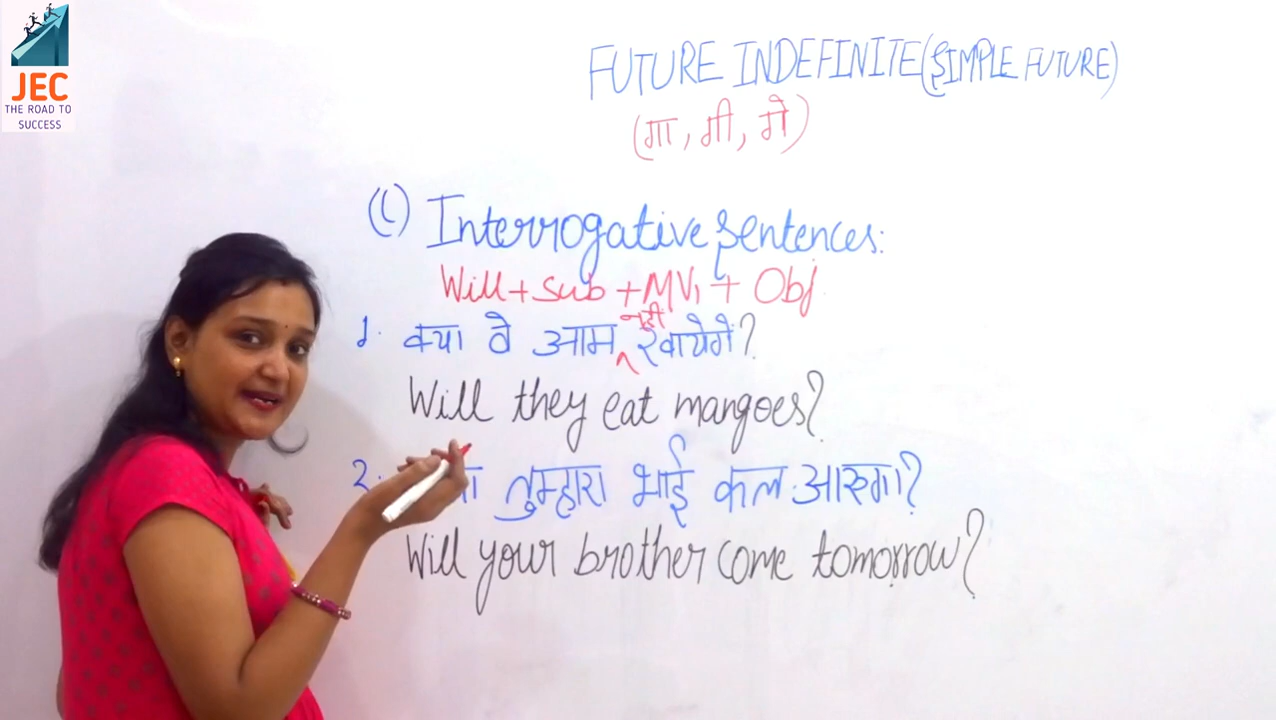 JEC
THE ROAD TO
SUCCESS
FUTURE INDEFINITE (SIMPLE FUTURE)
(गा, गी, गे)
(C) Interrogative Sentences:
Will + Sub + MV₁ + Obj
नहीं
1. क्या वे आम ^ खायेगे?
Will they eat mangoes?
2. तुम्हारा भाई कल आएगा?
Will your brother come tomorrow?